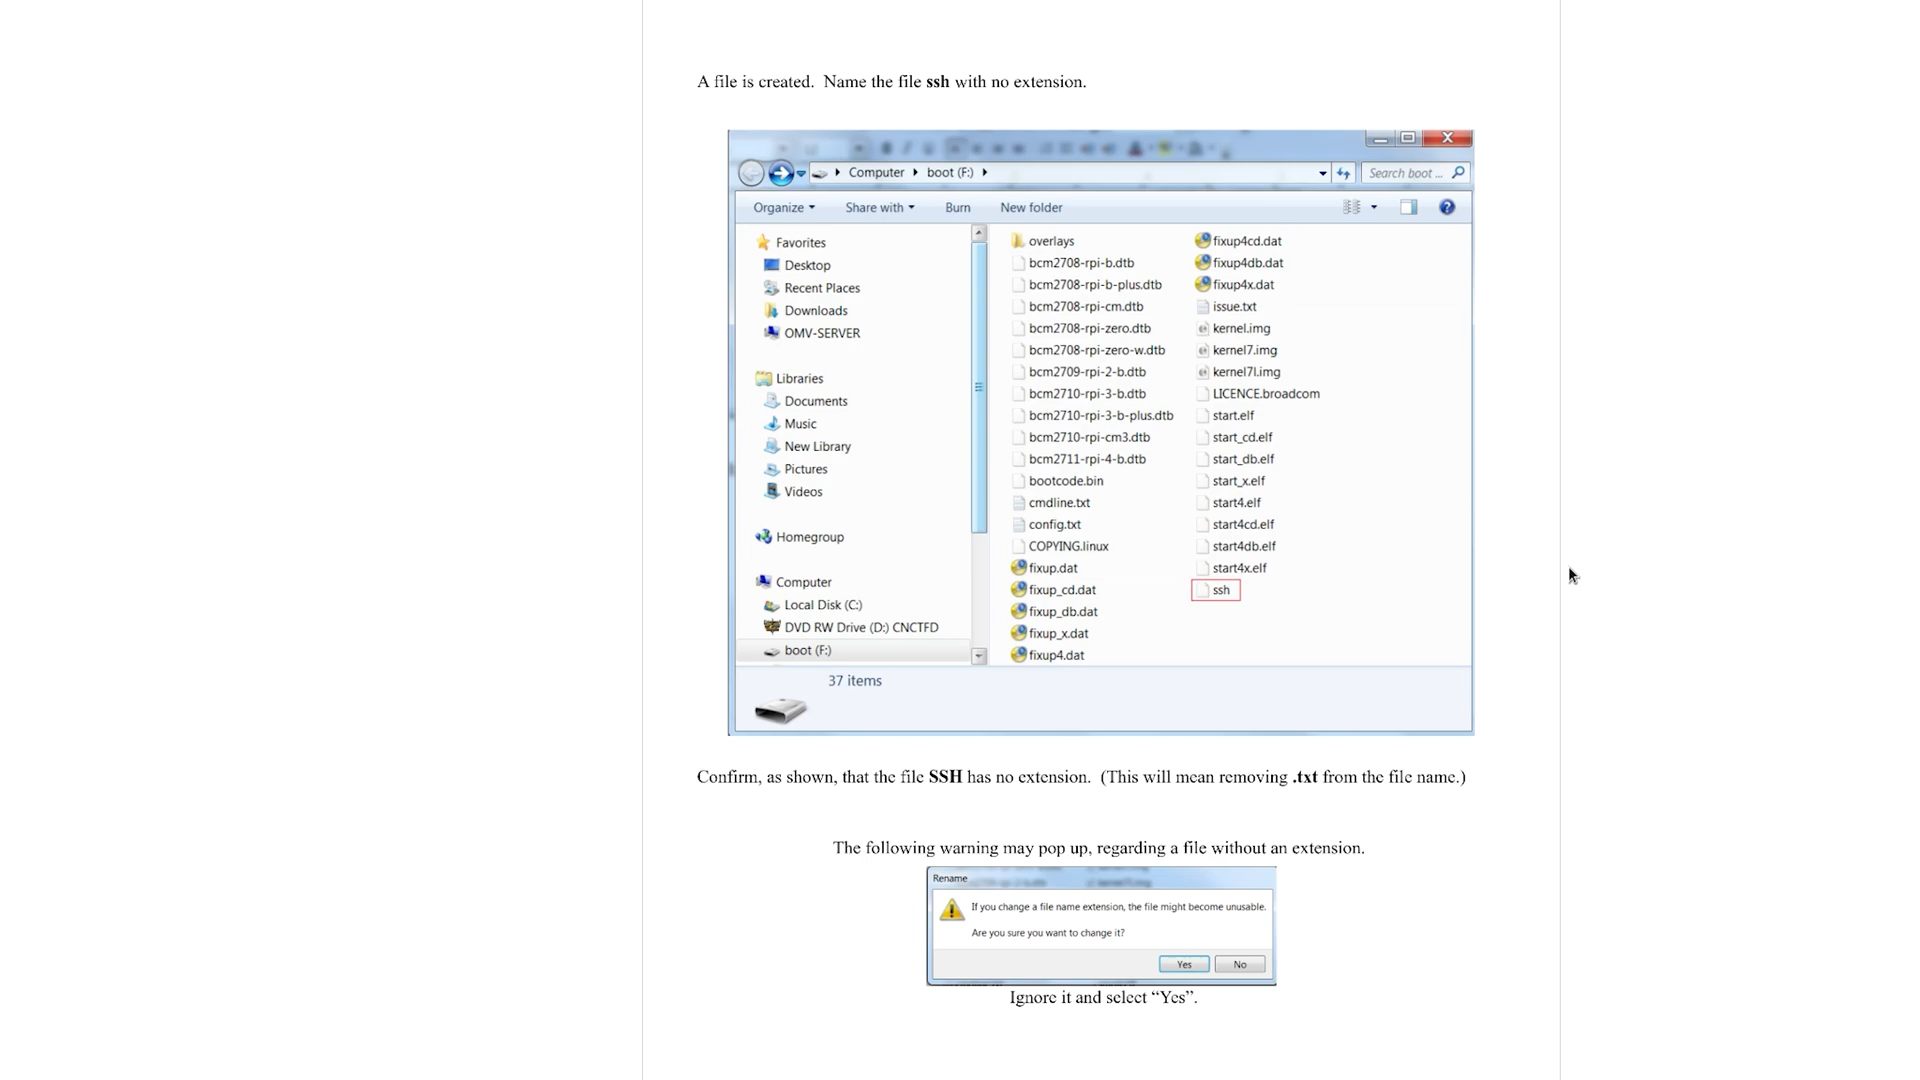 A file is created. Name the file ssh with no extension.
Computer boot (F:)
Search boot ...
Organize Share with Burn New folder
Favorites
Desktop
Recent Places
Downloads
OMV-SERVER
Libraries
Documents
Music
New Library
Pictures
Videos
Homegroup
Computer
Local Disk (C:)
DVD RW Drive (D:) CNCTFD
boot (F:)
overlays
bcm2708-rpi-b.dtb
bcm2708-rpi-b-plus.dtb
bcm2708-rpi-cm.dtb
bcm2708-rpi-zero.dtb
bcm2708-rpi-zero-w.dtb
bcm2709-rpi-2-b.dtb
bcm2710-rpi-3-b.dtb
bcm2710-rpi-3-b-plus.dtb
bcm2710-rpi-cm3.dtb
bcm2711-rpi-4-b.dtb
bootcode.bin
cmdline.txt
config.txt
COPYING.linux
fixup.dat
fixup_cd.dat
fixup_db.dat
fixup_x.dat
fixup4.dat
fixup4cd.dat
fixup4db.dat
fixup4x.dat
issue.txt
kernel.img
kernel7.img
kernel7l.img
LICENCE.broadcom
start.elf
start_cd.elf
start_db.elf
start_x.elf
start4.elf
start4cd.elf
start4db.elf
start4x.elf
ssh
37 items
Confirm, as shown, that the file SSH has no extension. (This will mean removing .txt from the file name.)
The following warning may pop up, regarding a file without an extension.
Rename
If you change a file name extension, the file might become unusable.
Are you sure you want to change it?
Yes No
Ignore it and select “Yes”.